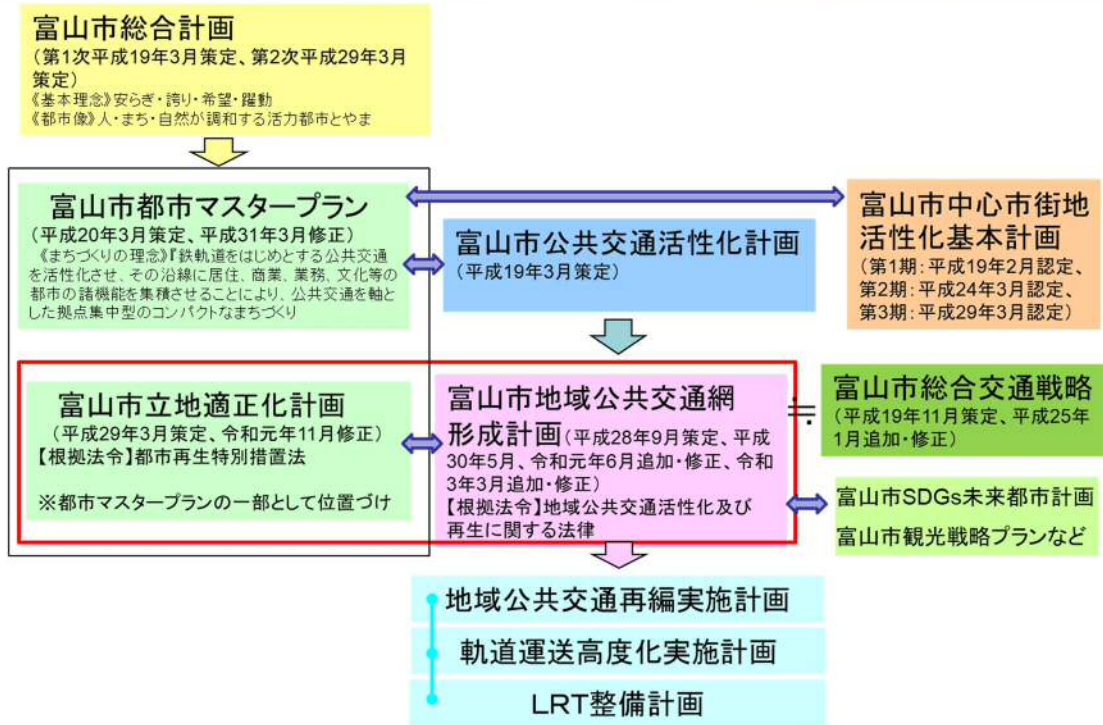 富山市総合計画
（第1次平成19年3月策定、第2次平成29年3月
策定）
《基本理念》安らぎ・誇り・希望・躍動
《都市像》人・まち・自然が調和する活力都市とやま
富山市都市マスタープラン
（平成20年3月策定、平成31年3月修正）
《まちづくりの理念》『鉄軌道をはじめとする公共交通
を活性化させ、その沿線に居住、商業、業務、文化等の
都市の諸機能を集積させることにより、公共交通を軸と
した拠点集中型のコンパクトなまちづくり
富山市公共交通活性化計画
（平成19年3月策定）
富山市中心市街地
活性化基本計画
（第1期：平成19年2月認定、
第2期：平成24年3月認定、
第3期：平成29年3月認定）
富山市立地適正化計画
（平成29年3月策定、令和元年11月修正）
【根拠法令】都市再生特別措置法
※都市マスタープランの一部として位置づけ
富山市地域公共交通網
形成計画（平成28年9月策定、平成
30年5月、令和元年6月追加・修正、令和
3年3月追加・修正）
【根拠法令】地域公共交通活性化及び
再生に関する法律
≒
富山市総合交通戦略
（平成19年11月策定、平成25年
1月追加・修正）
富山市SDGs未来都市計画
富山市観光戦略プランなど
地域公共交通再編実施計画
軌道運送高度化実施計画
LRT整備計画